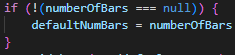 if (!(numberOfBars === null)) {
    defaultNumBars = numberOfBars
}